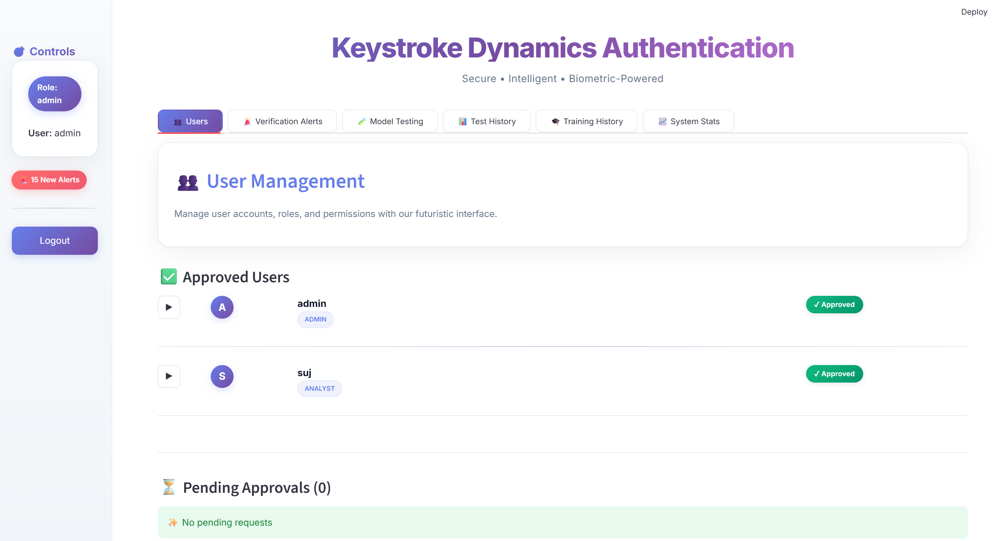 Deploy
Controls
Role:
admin
User: admin
15 New Alerts
Logout
Keystroke Dynamics Authentication
Secure • Intelligent • Biometric-Powered
Users
Verification Alerts
Model Testing
Test History
Training History
System Stats
User Management
Manage user accounts, roles, and permissions with our futuristic interface.
Approved Users
A
admin
ADMIN
✓ Approved
S
suj
ANALYST
✓ Approved
Pending Approvals (0)
No pending requests